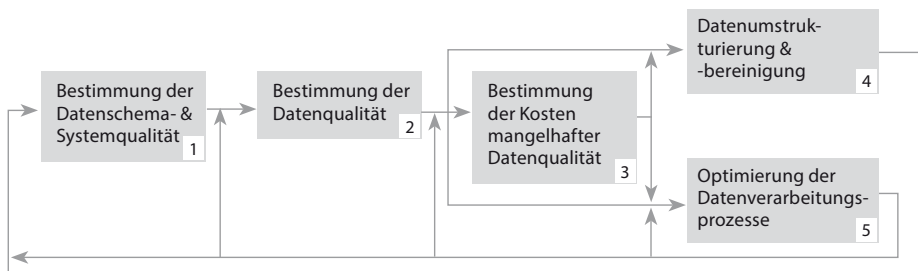 Bestimmung der
Datenschema- &
Systemqualität
1
Bestimmung der
Datenqualität
2
Bestimmung
der Kosten
mangelhafter
Datenqualität
3
Datenumstruk-
turierung &
-bereinigung
4
Optimierung der
Datenverarbeitungs-
prozesse
5